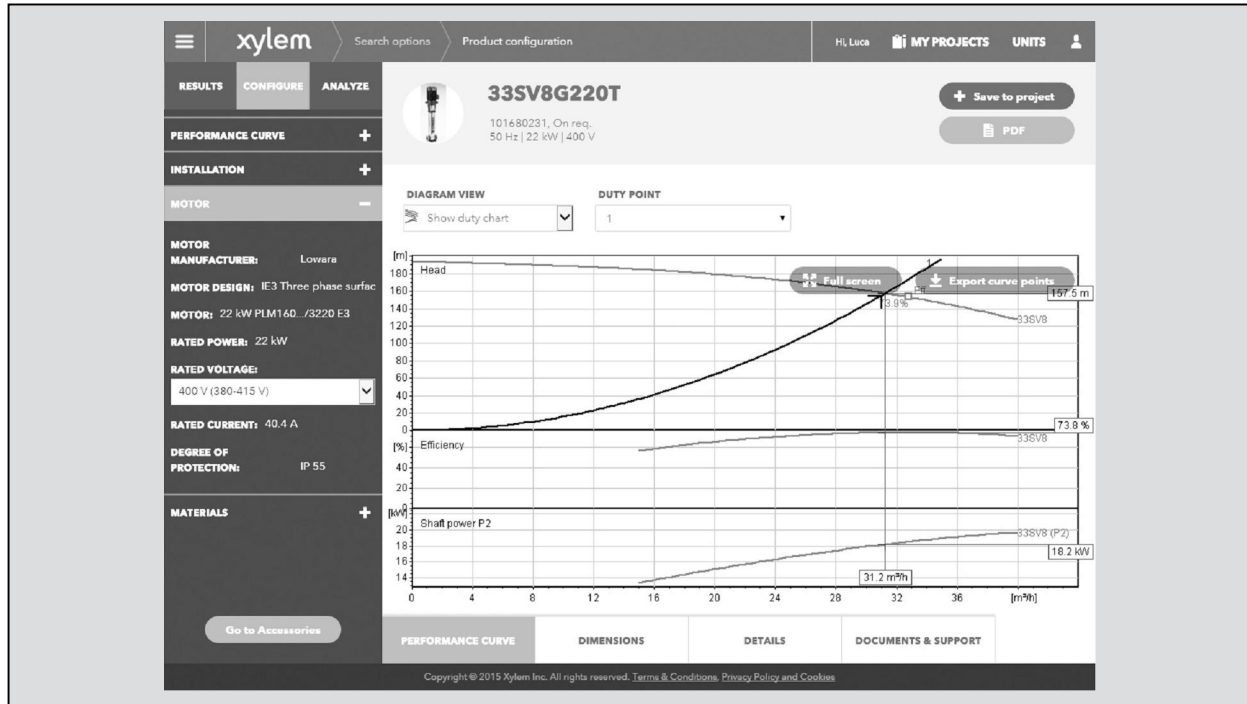 xylem
Search options
Product configuration
Hi, Luca
MY PROJECTS
UNITS
RESULTS
CONFIGURE
ANALYZE
PERFORMANCE CURVE +
INSTALLATION +
MOTOR −
MOTOR
MANUFACTURER: Lowara
MOTOR DESIGN: IE3 Three phase surfac
MOTOR: 22 kW PLM160.../3220 E3
RATED POWER: 22 kW
RATED VOLTAGE:
400 V (380-415 V)
RATED CURRENT: 40.4 A
DEGREE OF
PROTECTION: IP 55
MATERIALS +
Go to Accessories
33SV8G220T
101680231, On req.
50 Hz | 22 kW | 400 V
+ Save to project
PDF
DIAGRAM VIEW
Show duty chart
DUTY POINT
1
[m]
Head
180
160
140
120
100
80
60
40
20
0
1
Full screen
Export curve points
Eff
157.5 m
3.9%
33SV8
73.8 %
33SV8
[%]
Efficiency
40
20
0
[kW]
Shaft power P2
20
18
16
14
33SV8 (P2)
18.2 kW
31.2 m³/h
0 4 8 12 16 20 24 28 32 36 [m³/h]
PERFORMANCE CURVE
DIMENSIONS
DETAILS
DOCUMENTS & SUPPORT
Copyright © 2015 Xylem Inc. All rights reserved. Terms & Conditions, Privacy Policy and Cookies